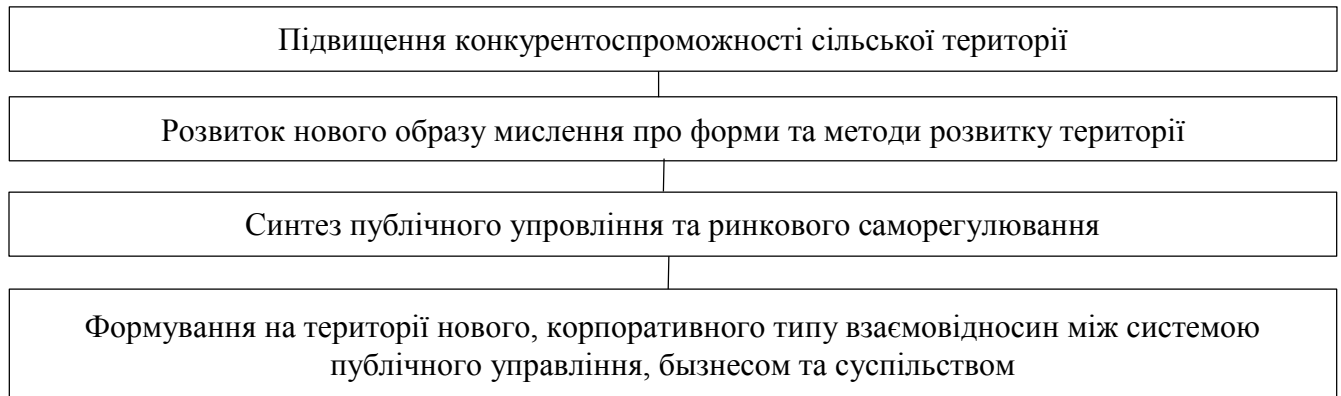 Підвищення конкурентоспроможності сільської території
Розвиток нового образу мислення про форми та методи розвитку території
Синтез публічного упровління та ринкового саморегулювання
Формування на території нового, корпоративного типу взаємовідносин між системою
публічного управління, бызнесом та суспільством